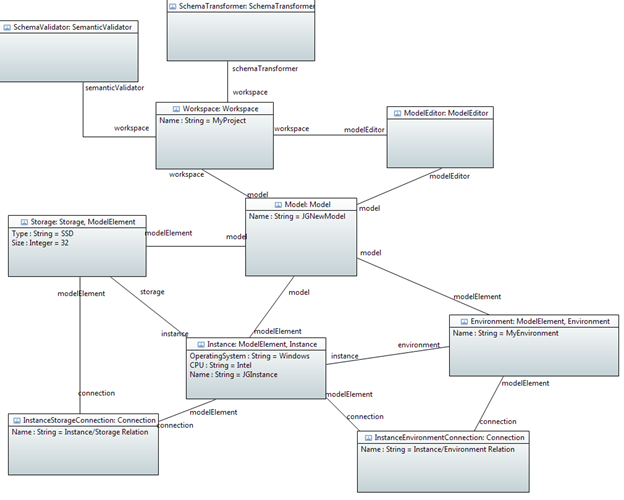 SchemaTransformer: SchemaTransformer
SchemaValidator: SemanticValidator
schemaTransformer
semanticValidator
workspace
Workspace: Workspace
Name : String = MyProject
ModelEditor: ModelEditor
workspace
workspace
modelEditor
workspace
modelEditor
model
Model: Model
Name : String = JGNewModel
model
Storage: Storage, ModelElement
Type : String = SSD
Size : Integer = 32
modelElement
model
model
modelElement
storage
model
modelElement
Environment: ModelElement, Environment
Name : String = MyEnvironment
instance
modelElement
Instance: ModelElement, Instance
OperatingSystem : String = Windows
CPU : String = Intel
Name : String = JGInstance
instance
environment
modelElement
connection
modelElement
modelElement
connection
connection
connection
InstanceStorageConnection: Connection
Name : String = Instance/Storage Relation
InstanceEnvironmentConnection: Connection
Name : String = Instance/Environment Relation